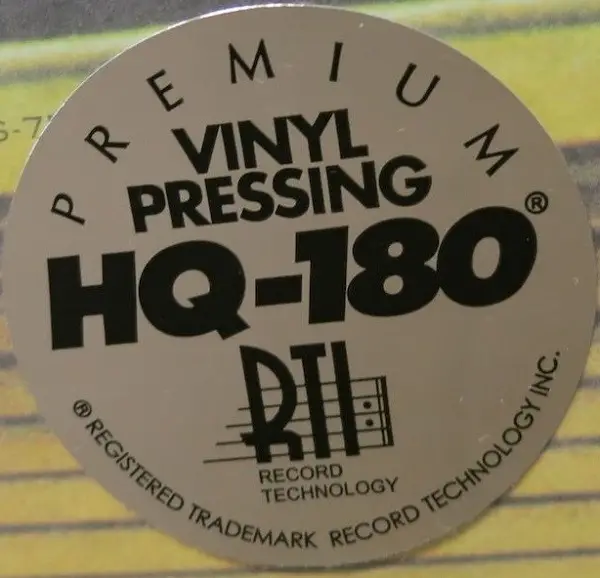 PREMIUM
VINYL
PRESSING
HQ-180®
RTI
RECORD
TECHNOLOGY
® REGISTERED TRADEMARK RECORD TECHNOLOGY INC.